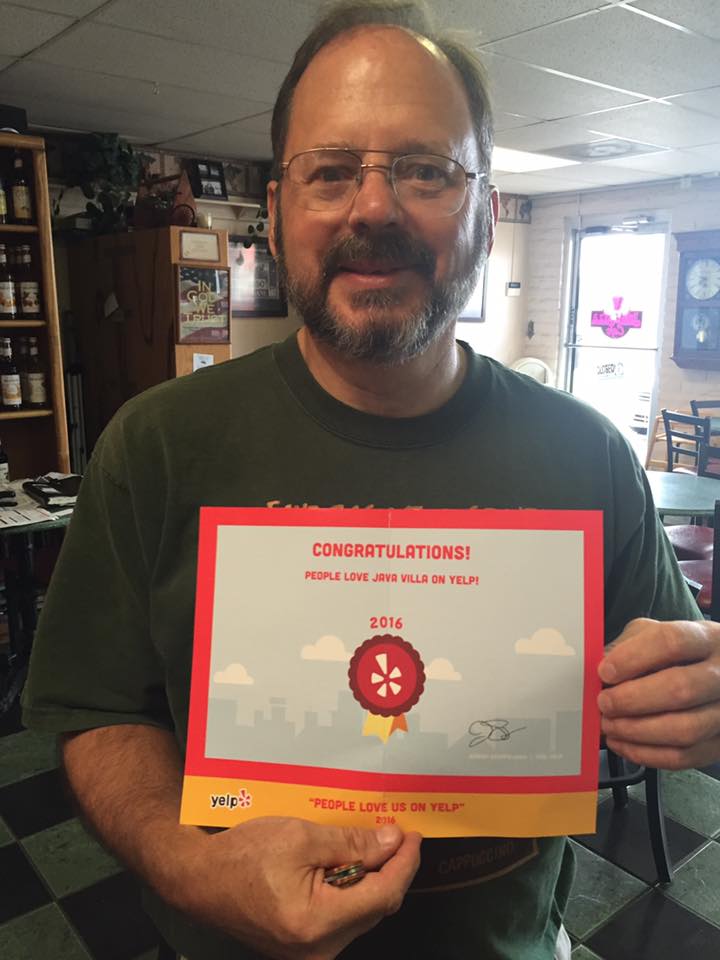 IN
GOD
WE
TRUST
CONGRATULATIONS!
PEOPLE LOVE JAVA VILLA ON YELP!
2016
yelp
"PEOPLE LOVE US ON YELP"
2016
CAPPUCCINO